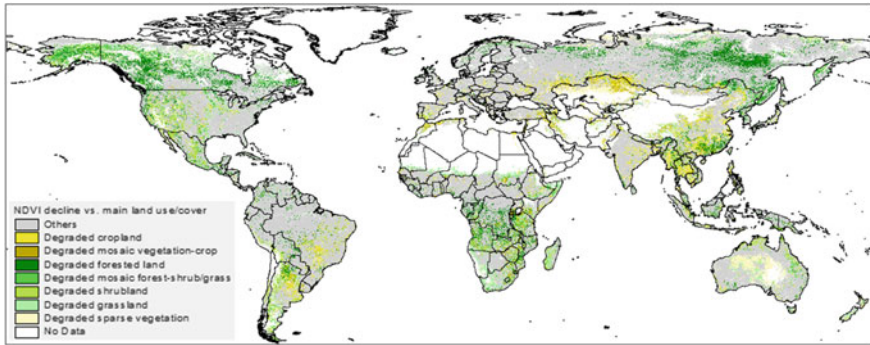 NDVI decline vs. main land use/cover
Others
Degraded cropland
Degraded mosaic vegetation-crop
Degraded forested land
Degraded mosaic forest-shrub/grass
Degraded shrubland
Degraded grassland
Degraded sparse vegetation
No Data